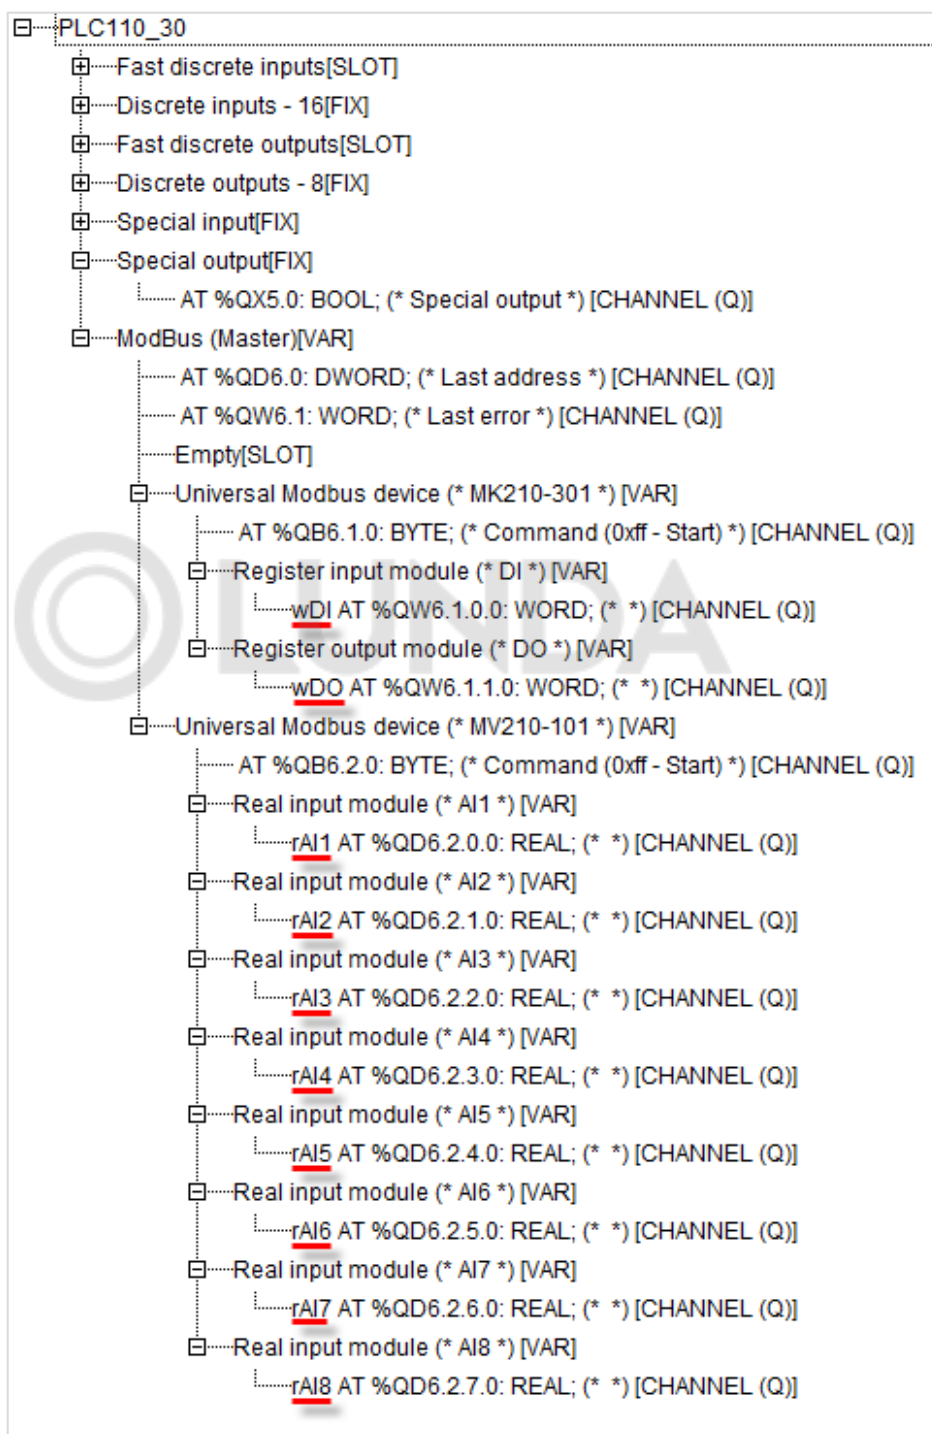 PLC110_30
Fast discrete inputs[SLOT]
Discrete inputs - 16[FIX]
Fast discrete outputs[SLOT]
Discrete outputs - 8[FIX]
Special input[FIX]
Special output[FIX]
AT %QX5.0: BOOL; (* Special output *) [CHANNEL (Q)]
ModBus (Master)[VAR]
AT %QD6.0: DWORD; (* Last address *) [CHANNEL (Q)]
AT %QW6.1: WORD; (* Last error *) [CHANNEL (Q)]
Empty[SLOT]
Universal Modbus device (* MK210-301 *) [VAR]
AT %QB6.1.0: BYTE; (* Command (0xff - Start) *) [CHANNEL (Q)]
Register input module (* DI *) [VAR]
wDI AT %QW6.1.0.0: WORD; (* *) [CHANNEL (Q)]
LUNDA
Register output module (* DO *) [VAR]
wDO AT %QW6.1.1.0: WORD; (* *) [CHANNEL (Q)]
Universal Modbus device (* MV210-101 *) [VAR]
AT %QB6.2.0: BYTE; (* Command (0xff - Start) *) [CHANNEL (Q)]
Real input module (* AI1 *) [VAR]
rAI1 AT %QD6.2.0.0: REAL; (* *) [CHANNEL (Q)]
Real input module (* AI2 *) [VAR]
rAI2 AT %QD6.2.1.0: REAL; (* *) [CHANNEL (Q)]
Real input module (* AI3 *) [VAR]
rAI3 AT %QD6.2.2.0: REAL; (* *) [CHANNEL (Q)]
Real input module (* AI4 *) [VAR]
rAI4 AT %QD6.2.3.0: REAL; (* *) [CHANNEL (Q)]
Real input module (* AI5 *) [VAR]
rAI5 AT %QD6.2.4.0: REAL; (* *) [CHANNEL (Q)]
Real input module (* AI6 *) [VAR]
rAI6 AT %QD6.2.5.0: REAL; (* *) [CHANNEL (Q)]
Real input module (* AI7 *) [VAR]
rAI7 AT %QD6.2.6.0: REAL; (* *) [CHANNEL (Q)]
Real input module (* AI8 *) [VAR]
rAI8 AT %QD6.2.7.0: REAL; (* *) [CHANNEL (Q)]